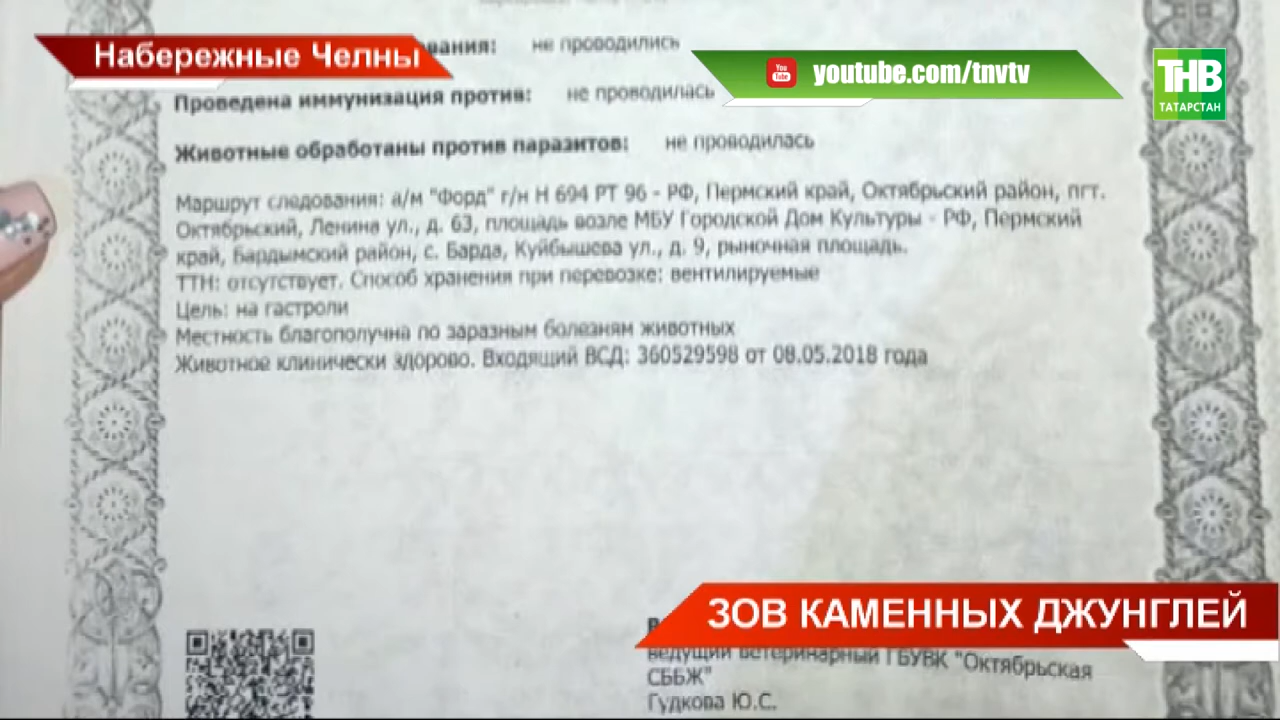 Набережные Челны
youtube.com/tnvtv
You Tube
ТНВ
ТАТАРСТАН
не проводились
Проведена иммунизация против: не проводилась
Животные обработаны против паразитов: не проводилась
Маршрут следования: а/м "Форд" г/н Н 694 РТ 96 - РФ, Пермский край, Октябрьский район, пгт.
Октябрьский, Ленина ул., д. 63, площадь возле МБУ Городской Дом Культуры - РФ, Пермский
край, Бардымский район, с. Барда, Куйбышева ул., д. 9, рыночная площадь.
ТТН: отсутствует. Способ хранения при перевозке: вентилируемые
Цель: на гастроли
Местность благополучна по заразным болезням животных
Животное клинически здорово. Входящий ВСД: 360529598 от 08.05.2018 года
ЗОВ КАМЕННЫХ ДЖУНГЛЕЙ
ведущий ветеринарный ГБУВК "Октябрьская
СББЖ"
Гудкова Ю.С.